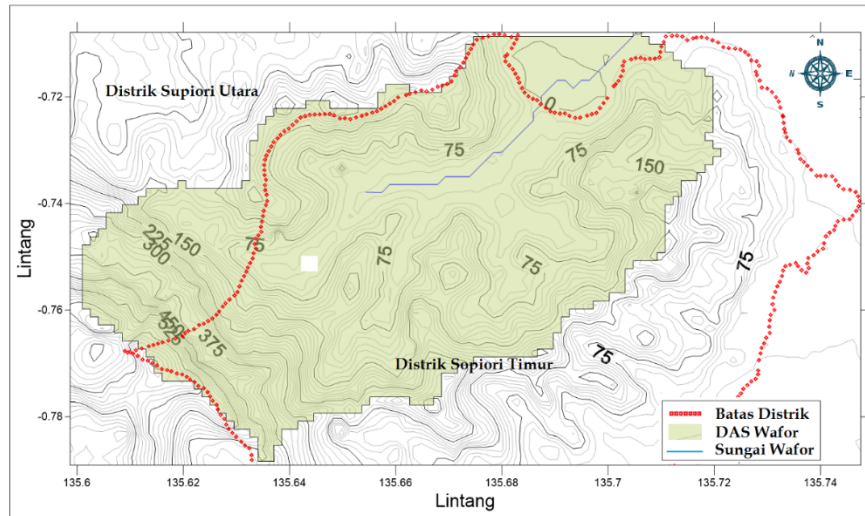 N
N E
S
Distrik Supiori Utara
-0.72
0
75
75
150
-0.74
225
150
75
300
75
75
75
-0.76
450
525
375
75
Distrik Sopiori Timur
-0.78
Batas Distrik
DAS Wafor
Sungai Wafor
135.6 135.62 135.64 135.66 135.68 135.7 135.72 135.74
Lintang
Lintang